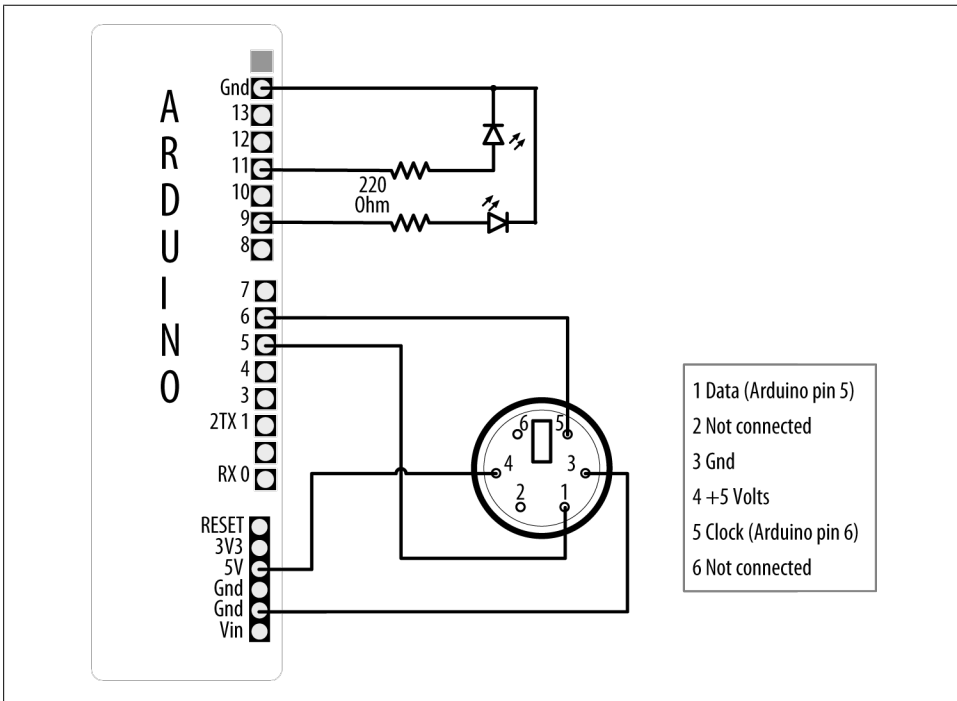 ARDUINO
Gnd
13
12
11
10
9
8
7
6
5
4
3
2TX 1
RX 0
RESET
3V3
5V
Gnd
Gnd
Vin
220
Ohm
6 5
4 3
2 1
1 Data (Arduino pin 5)
2 Not connected
3 Gnd
4 +5 Volts
5 Clock (Arduino pin 6)
6 Not connected